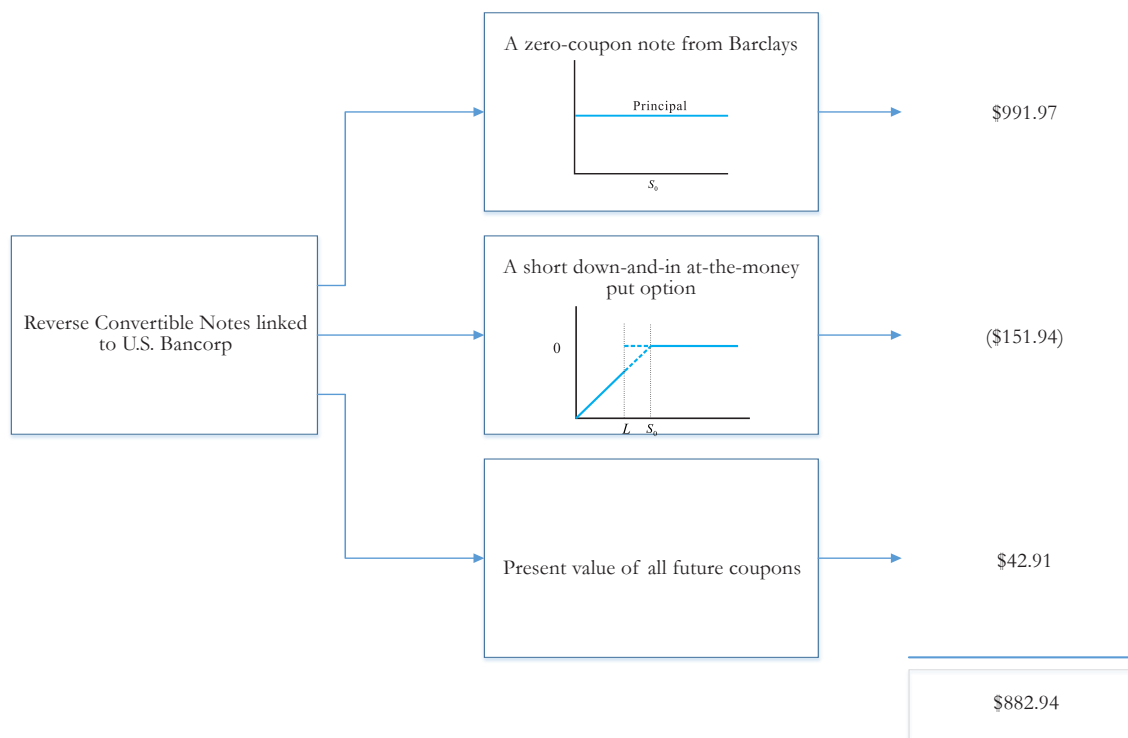 A zero-coupon note from Barclays
Principal
S₀
$991.97
Reverse Convertible Notes linked
to U.S. Bancorp
A short down-and-in at-the-money
put option
0
L S₀
($151.94)
Present value of all future coupons
$42.91
$882.94